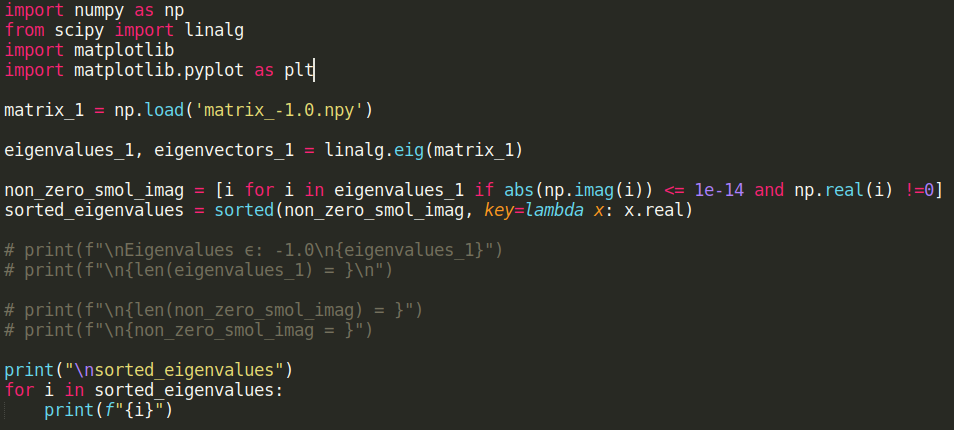 import numpy as np
from scipy import linalg
import matplotlib
import matplotlib.pyplot as plt
matrix_1 = np.load('matrix_-1.0.npy')
eigenvalues_1, eigenvectors_1 = linalg.eig(matrix_1)
non_zero_smol_imag = [i for i in eigenvalues_1 if abs(np.imag(i)) <= 1e-14 and np.real(i) !=0]
sorted_eigenvalues = sorted(non_zero_smol_imag, key=lambda x: x.real)
# print(f"\nEigenvalues ϵ: -1.0\n{eigenvalues_1}")
# print(f"\n{len(eigenvalues_1) = }\n")
# print(f"\n{len(non_zero_smol_imag) = }")
# print(f"\n{non_zero_smol_imag = }")
print("\nsorted_eigenvalues")
for i in sorted_eigenvalues:
    print(f"{i}")